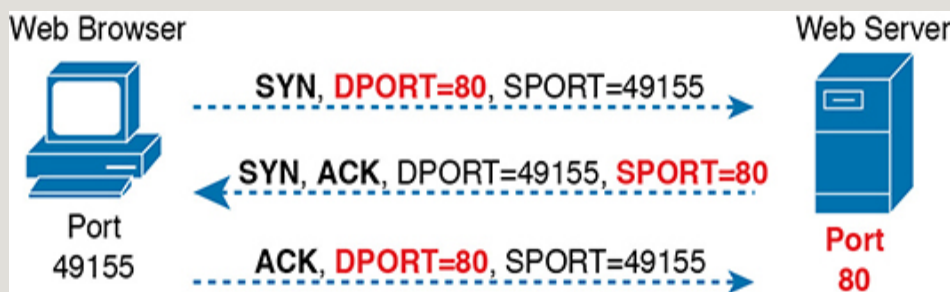 Web Browser
Web Server
SYN, DPORT=80, SPORT=49155
SYN, ACK, DPORT=49155, SPORT=80
Port
49155
Port
80
ACK, DPORT=80, SPORT=49155